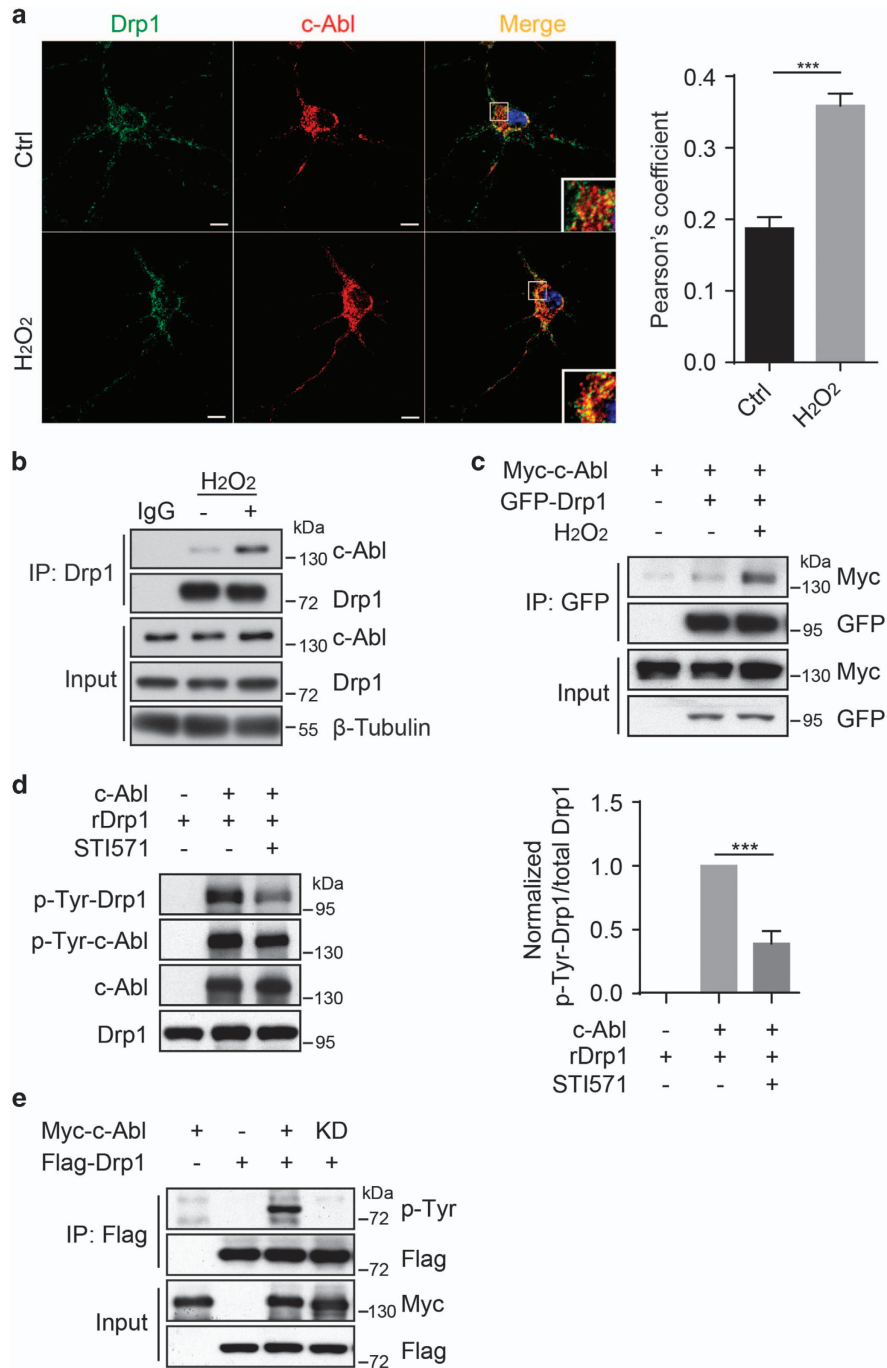 a
Drp1 c-Abl Merge
Ctrl
H2O2
***
Pearson's coefficient
0.4
0.3
0.2
0.1
0.0
Ctrl H2O2
b
H2O2
IgG - +
kDa
IP: Drp1
-130 c-Abl
-72 Drp1
Input
-130 c-Abl
-72 Drp1
-55 β-Tubulin
c
Myc-c-Abl + + +
GFP-Drp1 - + +
H2O2 - - +
kDa
IP: GFP
-130 Myc
-95 GFP
Input
-130 Myc
-95 GFP
d
c-Abl - + +
rDrp1 + + +
STI571 - - +
kDa
p-Tyr-Drp1 -95
p-Tyr-c-Abl -130
c-Abl -130
Drp1 -95
Normalized
p-Tyr-Drp1/total Drp1
1.5
1.0
0.5
0.0
***
c-Abl - + +
rDrp1 + + +
STI571 - - +
e
Myc-c-Abl + - + KD
Flag-Drp1 - + + +
kDa
IP: Flag
-72 p-Tyr
-72 Flag
Input
-130 Myc
-72 Flag